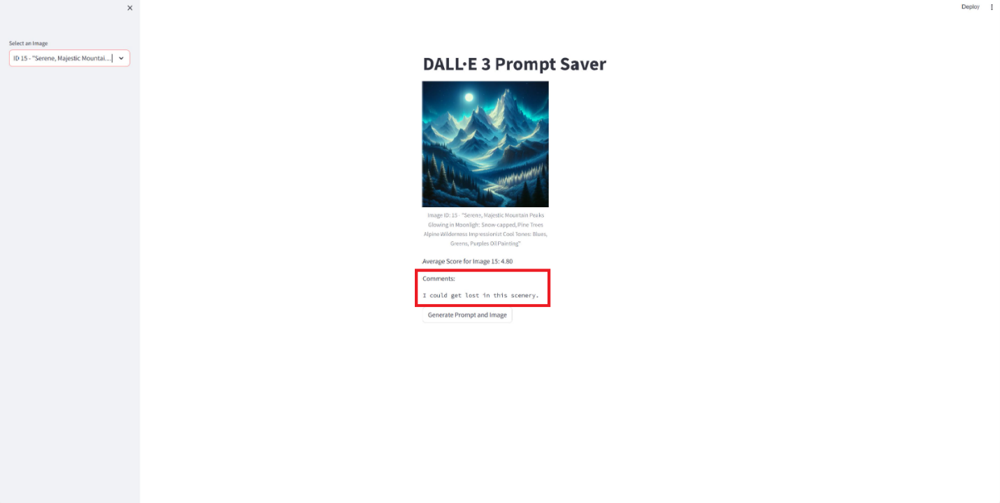 Deploy
Select an Image
ID 15 - "Serene, Majestic Mountai...
DALL·E 3 Prompt Saver
Image ID: 15 - "Serene, Majestic Mountain Peaks
Glowing in Moonligh: Snow-capped, Pine Trees
Alpine Wilderness Impressionist Cool Tones: Blues,
Greens, Purples Oil Painting"
Average Score for Image 15: 4.80
Comments:
I could get lost in this scenery.
Generate Prompt and Image